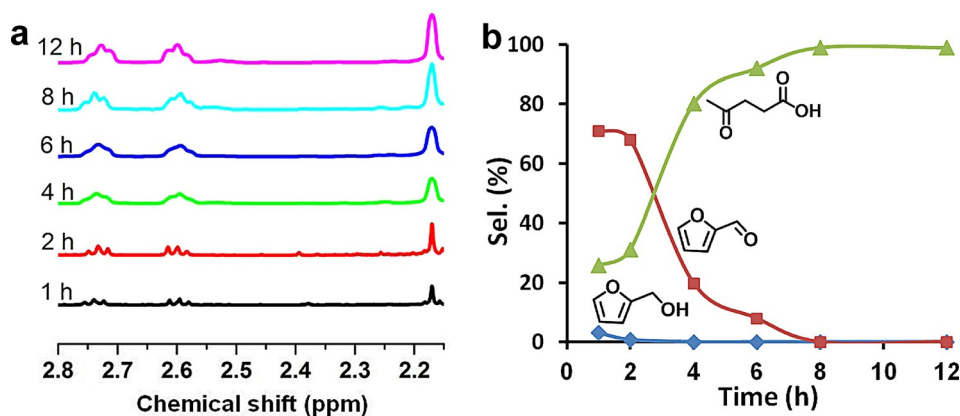 a
12 h
8 h
6 h
4 h
2 h
1 h
2.8 2.7 2.6 2.5 2.4 2.3 2.2
Chemical shift (ppm)
b
100
80
60
40
20
0
Sel. (%)
O
OH
O
O
O
O
OH
0 2 4 6 8 10 12
Time (h)